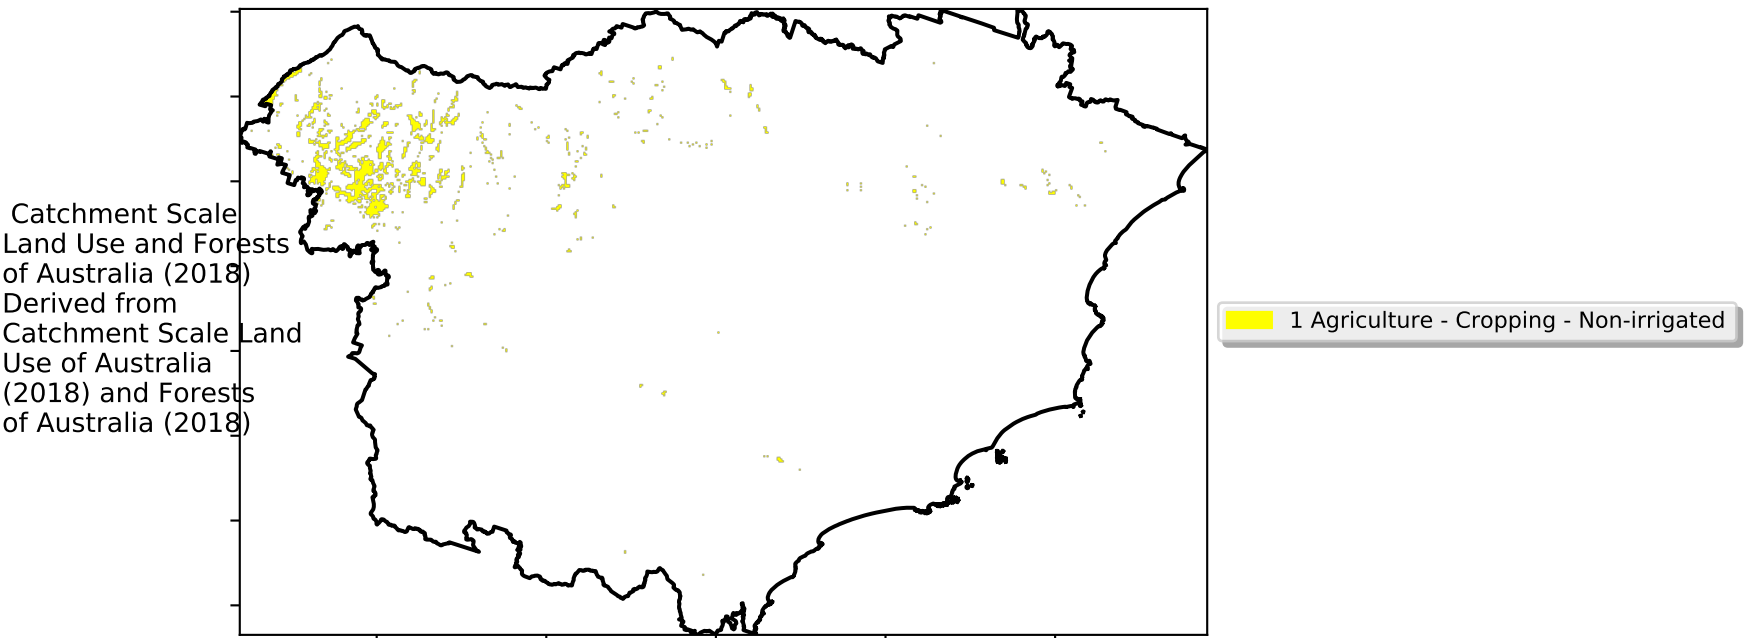 Catchment Scale
Land Use and Forests
of Australia (2018)
Derived from
Catchment Scale Land
Use of Australia
(2018) and Forests
of Australia (2018)
1 Agriculture - Cropping - Non-irrigated